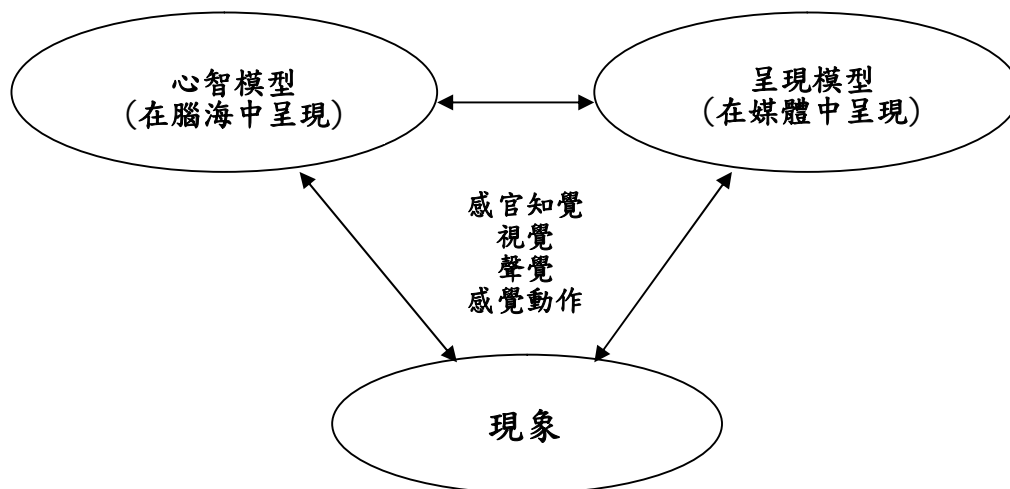 心智模型
(在腦海中呈現)
呈現模型
(在媒體中呈現)
感官知覺
視覺
聲覺
感覺動作
現象